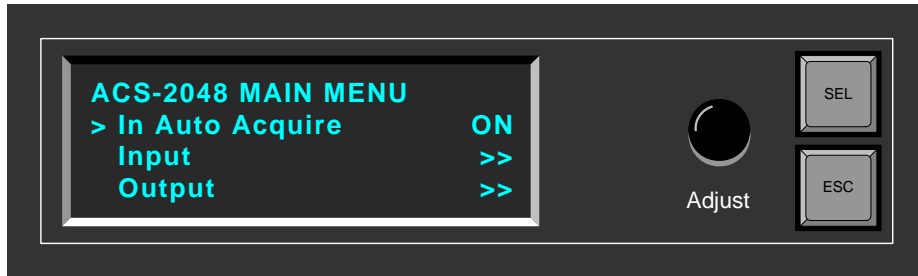 ACS-2048 MAIN MENU
> In Auto Acquire ON
Input >>
Output >>
Adjust
SEL
ESC